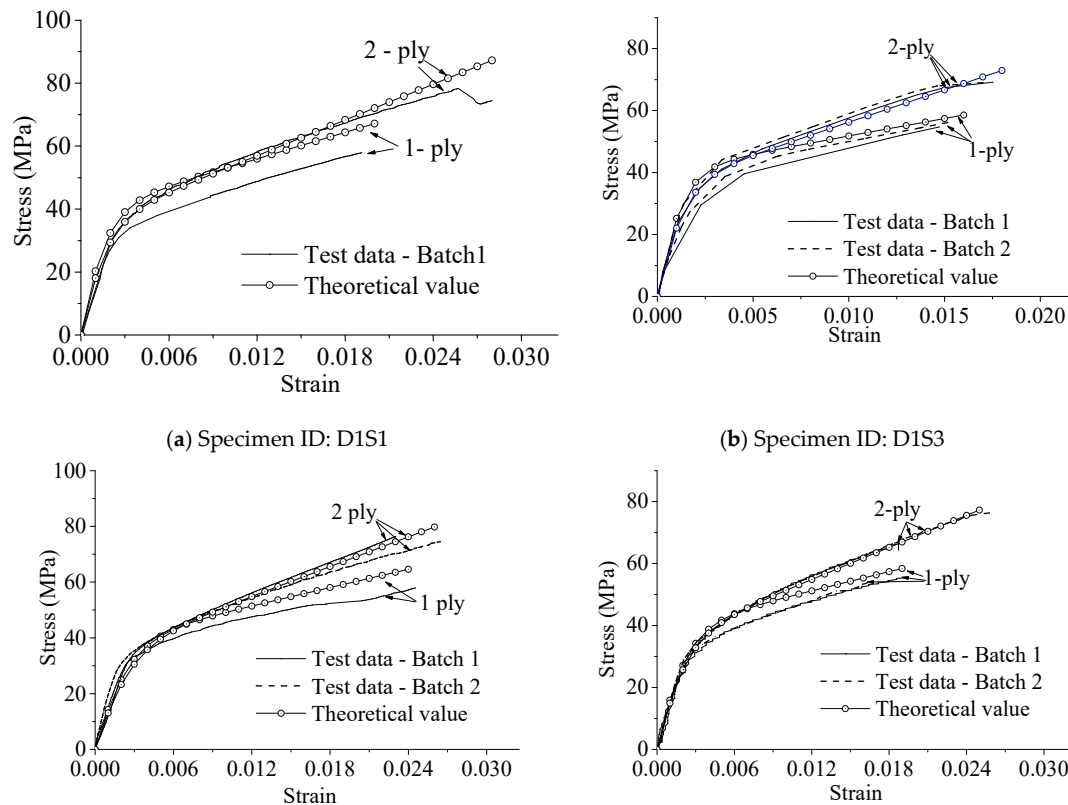 100
80
60
40
20
0
Stress (MPa)
2 - ply
1- ply
Test data - Batch1
Theoretical value
0.000 0.006 0.012 0.018 0.024 0.030
Strain
(a) Specimen ID: D1S1
80
60
40
20
0
Stress (MPa)
2-ply
1-ply
Test data - Batch 1
Test data - Batch 2
Theoretical value
0.000 0.005 0.010 0.015 0.020
Strain
(b) Specimen ID: D1S3
100
80
60
40
20
0
Stress (MPa)
2 ply
1 ply
Test data - Batch 1
Test data - Batch 2
Theoretical value
0.000 0.006 0.012 0.018 0.024 0.030
Strain
80
60
40
20
0
Stress (MPa)
2-ply
1-ply
Test data - Batch 1
Test data - Batch 2
Theoretical value
0.000 0.006 0.012 0.018 0.024 0.030
Strain